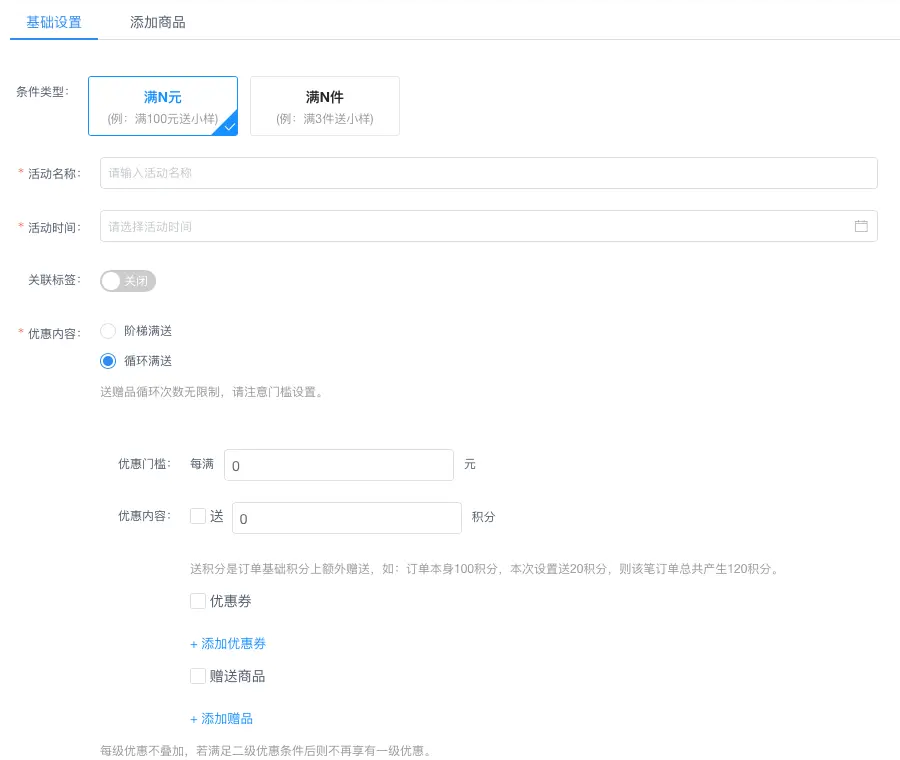 基础设置 添加商品
条件类型: 满N元 满N件
(例: 满100元送小样) (例: 满3件送小样)
* 活动名称: 请输入活动名称
* 活动时间: 请选择活动时间
关联标签: 关闭
* 优惠内容: 阶梯满送
循环满送
送赠品循环次数无限制，请注意门槛设置。
优惠门槛: 每满 0 元
优惠内容: 送 0 积分
送积分是订单基础积分上额外赠送，如：订单本身100积分，本次设置送20积分，则该笔订单总共产生120积分。
优惠券
+ 添加优惠券
赠送商品
+ 添加赠品
每级优惠不叠加，若满足二级优惠条件后则不再享有一级优惠。